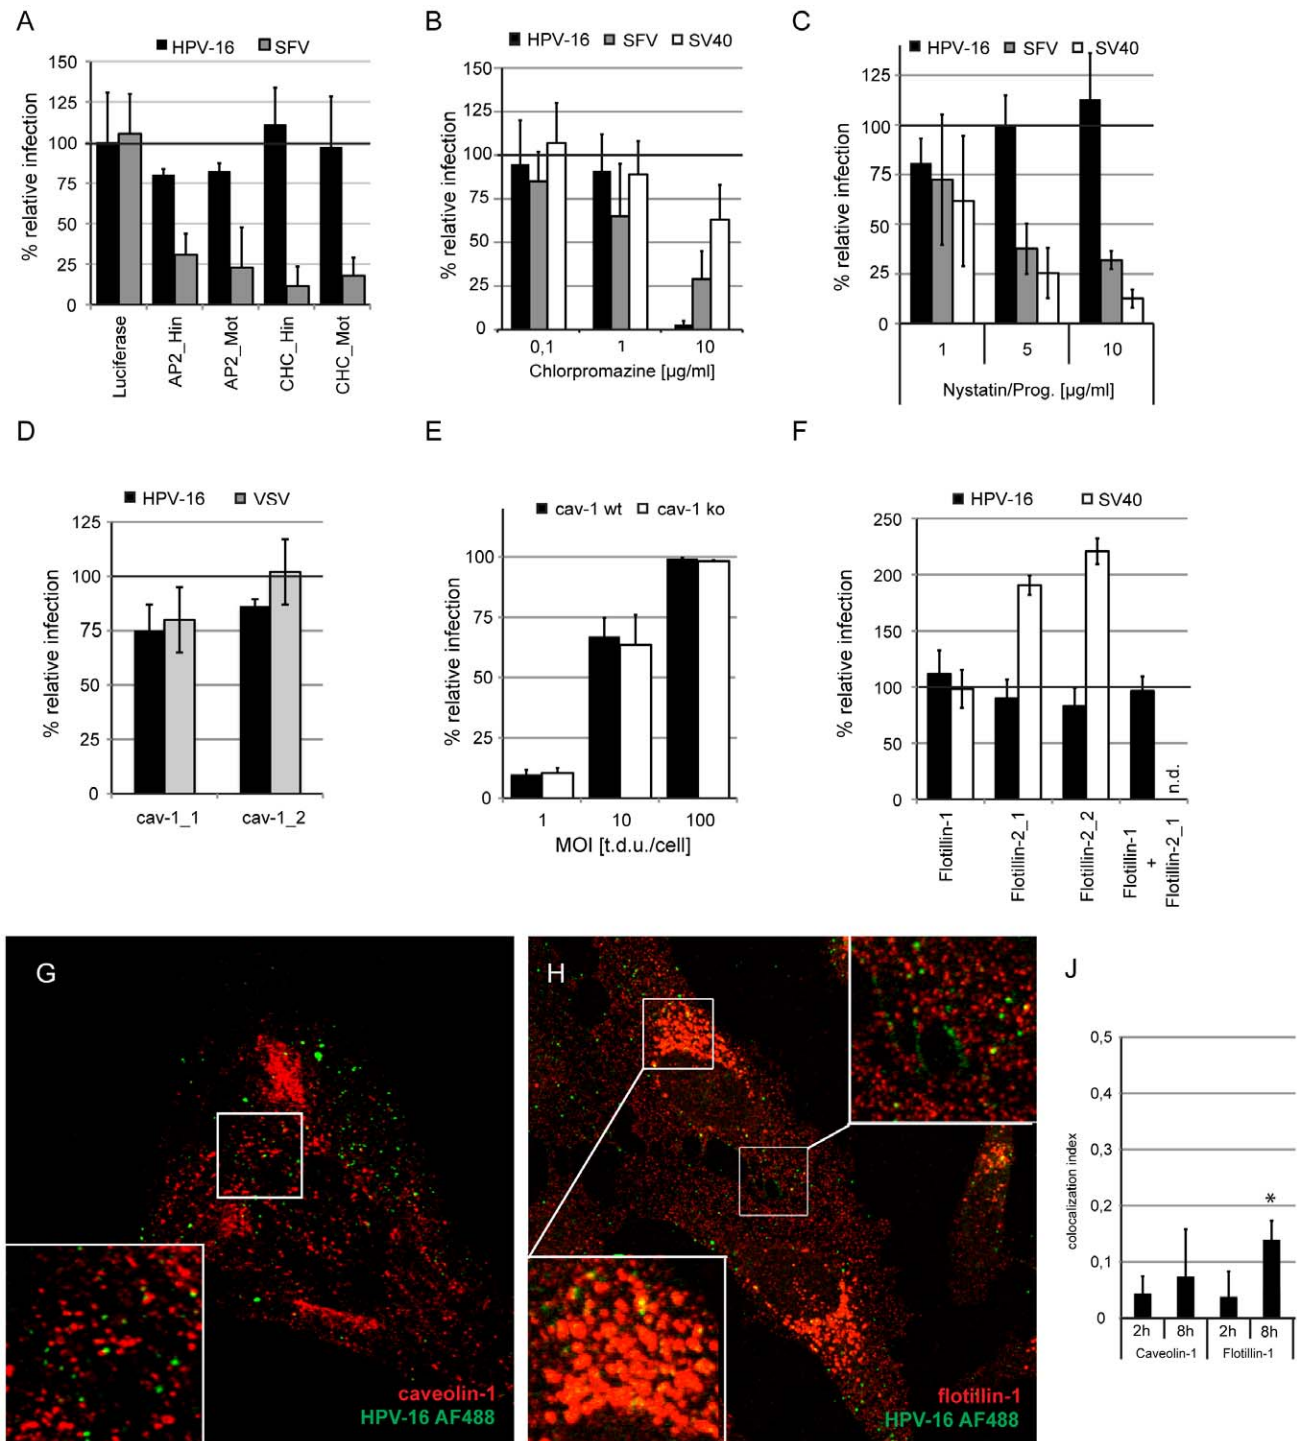 A
HPV-16 SFV
150
125
100
75
50
25
0
% relative infection
Luciferase
AP2_Hin
AP2_Mot
CHC_Hin
CHC_Mot
B
HPV-16 SFV SV40
150
125
100
75
50
25
0
% relative infection
0,1 1 10
Chlorpromazine [µg/ml]
C
HPV-16 SFV SV40
125
100
75
50
25
0
% relative infection
1 5 10
Nystatin/Prog. [µg/ml]
D
HPV-16 VSV
125
100
75
50
25
0
% relative infection
cav-1_1 cav-1_2
E
cav-1 wt cav-1 ko
100
75
50
25
0
% relative infection
1 10 100
MOI [t.d.u./cell]
F
HPV-16 SV40
250
200
150
100
50
0
% relative infection
n.d.
Flotillin-1
Flotillin-2_1
Flotillin-2_2
Flotillin-1
+
Flotillin-2_1
G
caveolin-1
HPV-16 AF488
H
flotillin-1
HPV-16 AF488
J
0,5
0,4
0,3
0,2
0,1
0
colocalization index
*
2h 8h 2h 8h
Caveolin-1 Flotillin-1